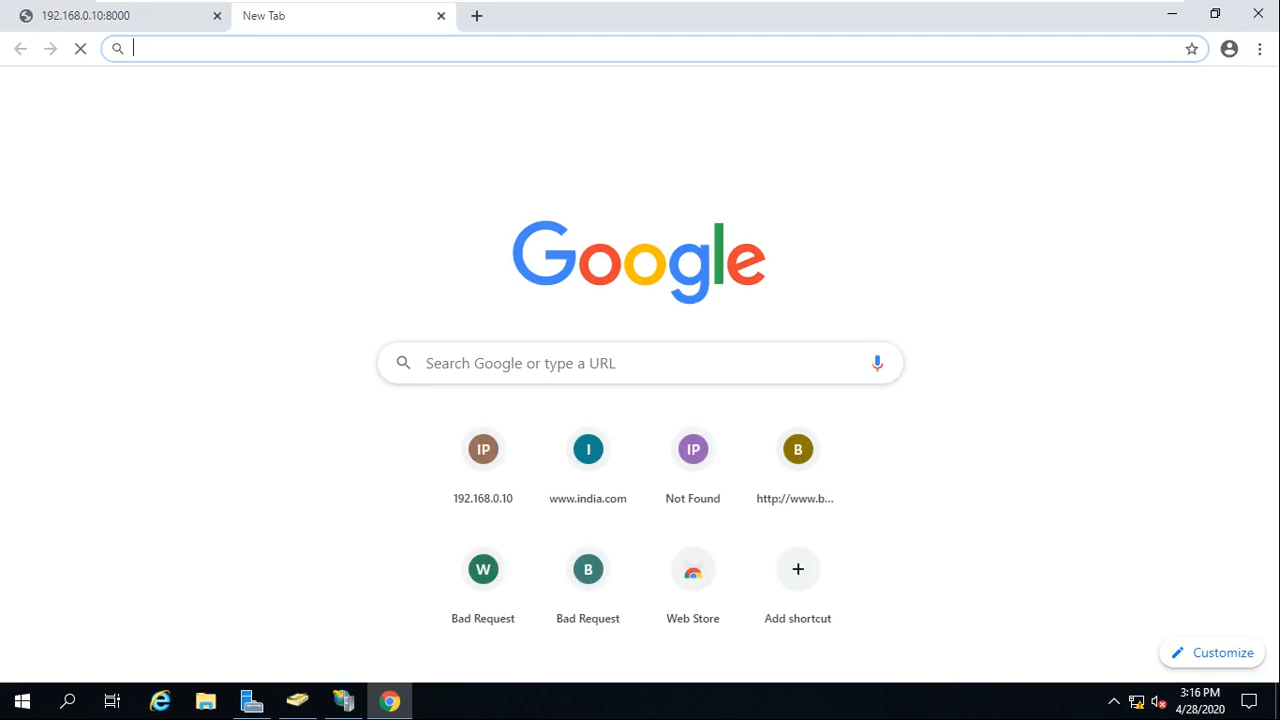 192.168.0.10:8000
New Tab
Google
Search Google or type a URL
IP
I
IP
B
192.168.0.10
www.india.com
Not Found
http://www.b...
W
B
Bad Request
Bad Request
Web Store
Add shortcut
Customize
3:16 PM
4/28/2020